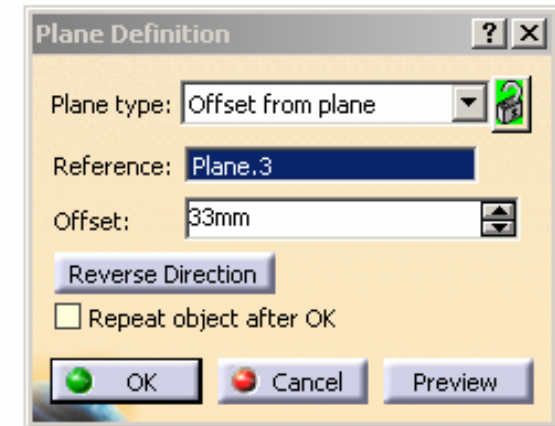 Plane Definition ? X
Plane type: Offset from plane
Reference: Plane.3
Offset: 33mm
Reverse Direction
Repeat object after OK
OK Cancel Preview